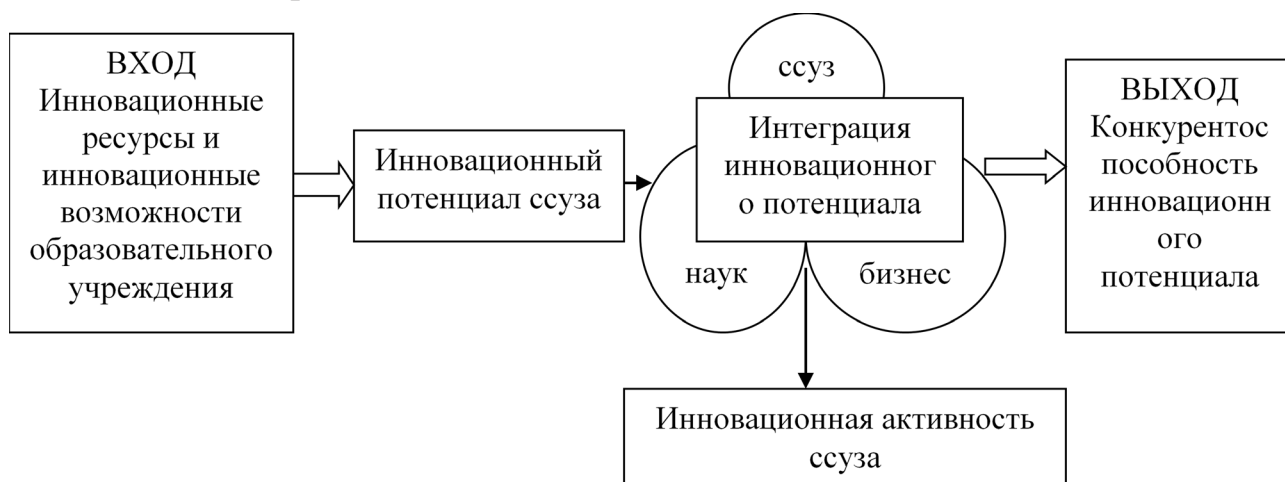 ВХОД
Инновационные
ресурсы и
инновационные
возможности
образовательного
учреждения
Инновационный
потенциал ссуза
ссуз
Интеграция
инновационног
о потенциала
наук
бизнес
Инновационная активность
ссуза
ВЫХОД
Конкурентос
пособность
инновационн
ого
потенциала